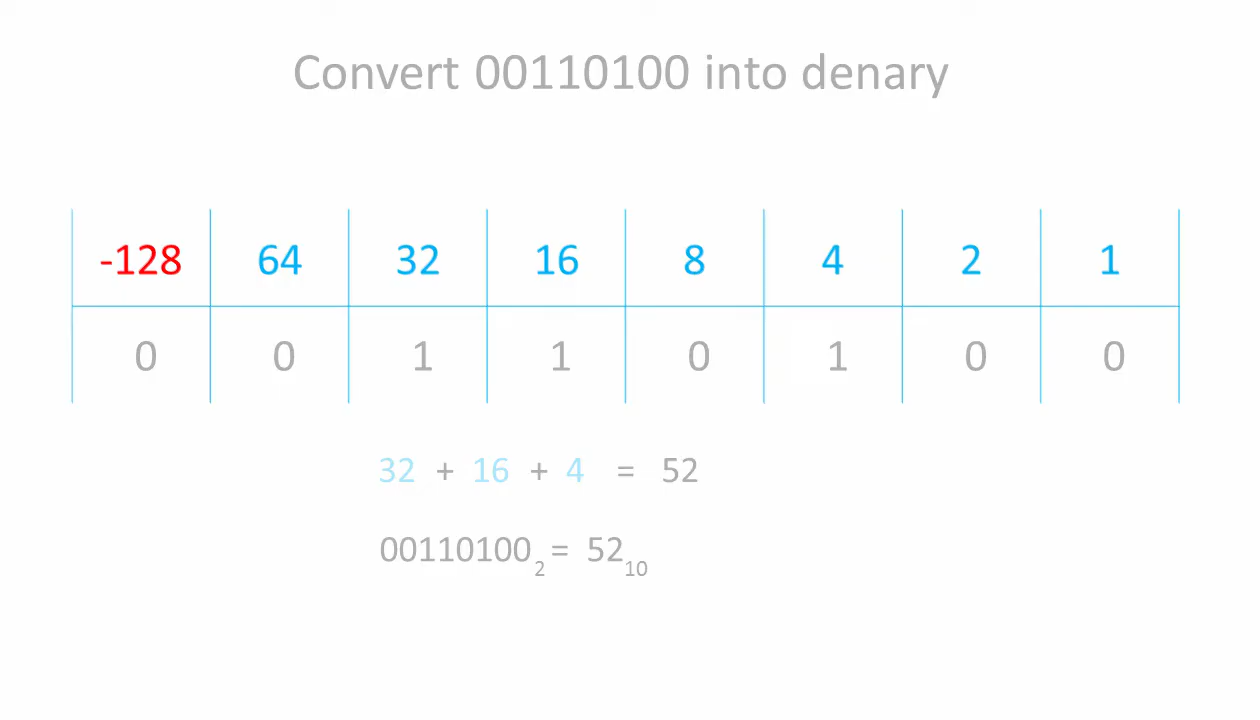 Convert 00110100 into denary
-128 64 32 16 8 4 2 1
0 0 1 1 0 1 0 0
32 + 16 + 4 = 52
00110100₂ = 52₁₀